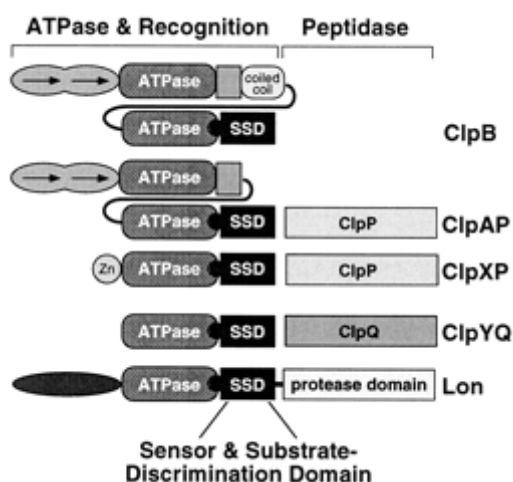 ATPase & Recognition Peptidase
ATPase coiled coil
ATPase SSD ClpB
ATPase
ATPase SSD ClpP ClpAP
Zn ATPase SSD ClpP ClpXP
ATPase SSD ClpQ ClpYQ
ATPase SSD protease domain Lon
Sensor & Substrate-
Discrimination Domain